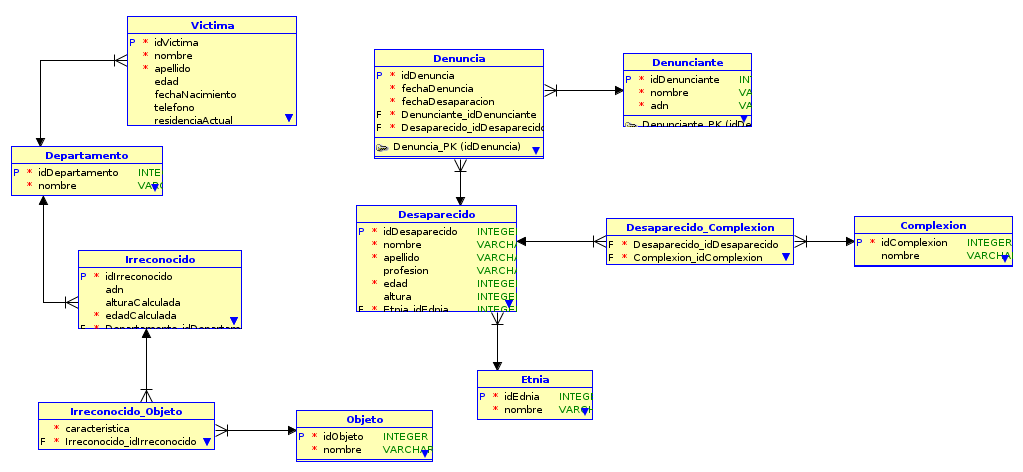 Victima
P * idVictima
* nombre
* apellido
edad
fechaNacimiento
telefono
residenciaActual
Departamento
P * idDepartamento INTE
* nombre VARC
Irreconocido
P * idIrreconocido
adn
alturaCalculada
* edadCalculada
F * Departamento_idDepartam
Irreconocido_Objeto
* caracteristica
F * Irreconocido_idIrreconocido
Objeto
P * idObjeto INTEGER
* nombre VARCHAR
Denuncia
P * idDenuncia
* fechaDenuncia
* fechaDesaparacion
F * Denunciante_idDenunciante
F * Desaparecido_idDesaparecido
Denuncia_PK (idDenuncia)
Denunciante
P * idDenunciante INT
* nombre VA
* adn VA
Denunciante_PK (idDe
Desaparecido
P * idDesaparecido INTEGE
* nombre VARCHA
* apellido VARCHA
profesion VARCHA
* edad INTEGE
altura INTEGE
F * Etnia_idEdnia INTEGE
Desaparecido_Complexion
F * Desaparecido_idDesaparecido
F * Complexion_idComplexion
Complexion
P * idComplexion INTEGER
nombre VARCHA
Etnia
P * idEdnia INTEG
* nombre VARCH